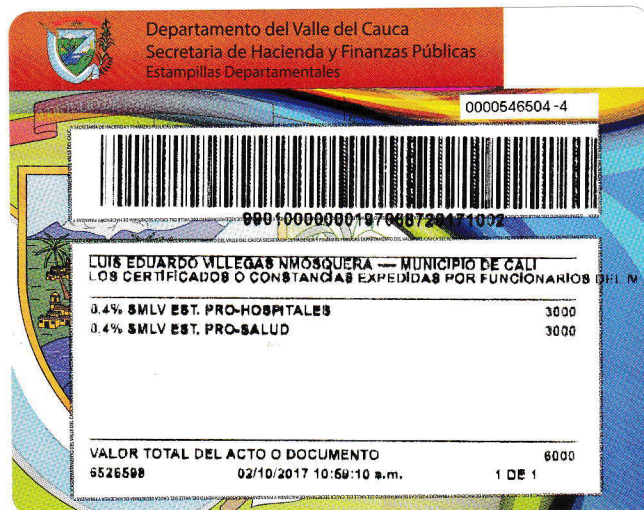 Departamento del Valle del Cauca
Secretaria de Hacienda y Finanzas Públicas
Estampillas Departamentales
0000546504 -4
LUIS EDUARDO VILLEGAS NMOSQUERA — MUNICIPIO DE CALI
LOS CERTIFICADOS O CONSTANCIAS EXPEDIDAS POR FUNCIONARIOS DEL M
0,4% SMLV EST. PRO-HOSPITALES 3000
0,4% SMLV EST. PRO-SALUD 3000
VALOR TOTAL DEL ACTO O DOCUMENTO 6000
6526598 02/10/2017 10:59:10 a.m. 1 DE 1